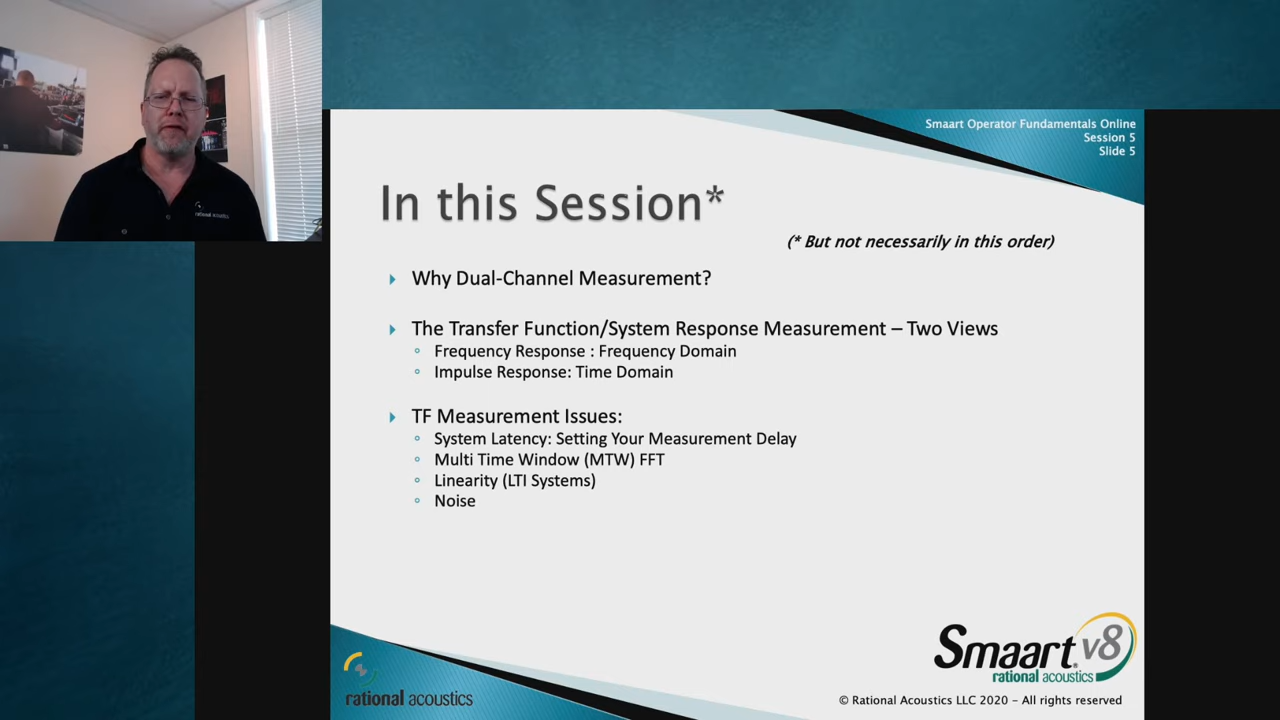 Smaart Operator Fundamentals Online
Session 5
Slide 5
In this Session*
(* But not necessarily in this order)
Why Dual-Channel Measurement?
The Transfer Function/System Response Measurement – Two Views
Frequency Response : Frequency Domain
Impulse Response: Time Domain
TF Measurement Issues:
System Latency: Setting Your Measurement Delay
Multi Time Window (MTW) FFT
Linearity (LTI Systems)
Noise
rational acoustics
Smaart® v8
rational acoustics
© Rational Acoustics LLC 2020 – All rights reserved
rational acoustics